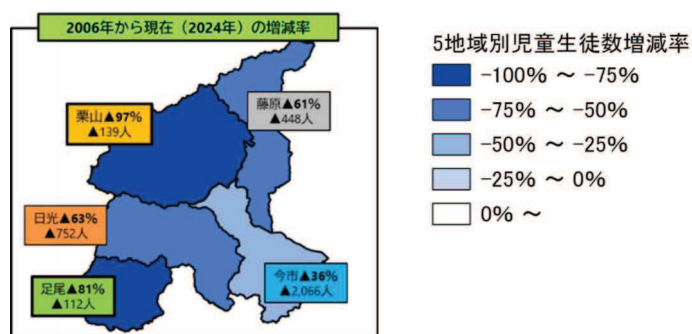 2006年から現在（2024年）の増減率
栗山▲97%
▲139人
藤原▲61%
▲448人
日光▲63%
▲752人
足尾▲81%
▲112人
今市▲36%
▲2,066人
5地域別児童生徒数増減率
-100% ～ -75%
-75% ～ -50%
-50% ～ -25%
-25% ～ 0%
0% ～